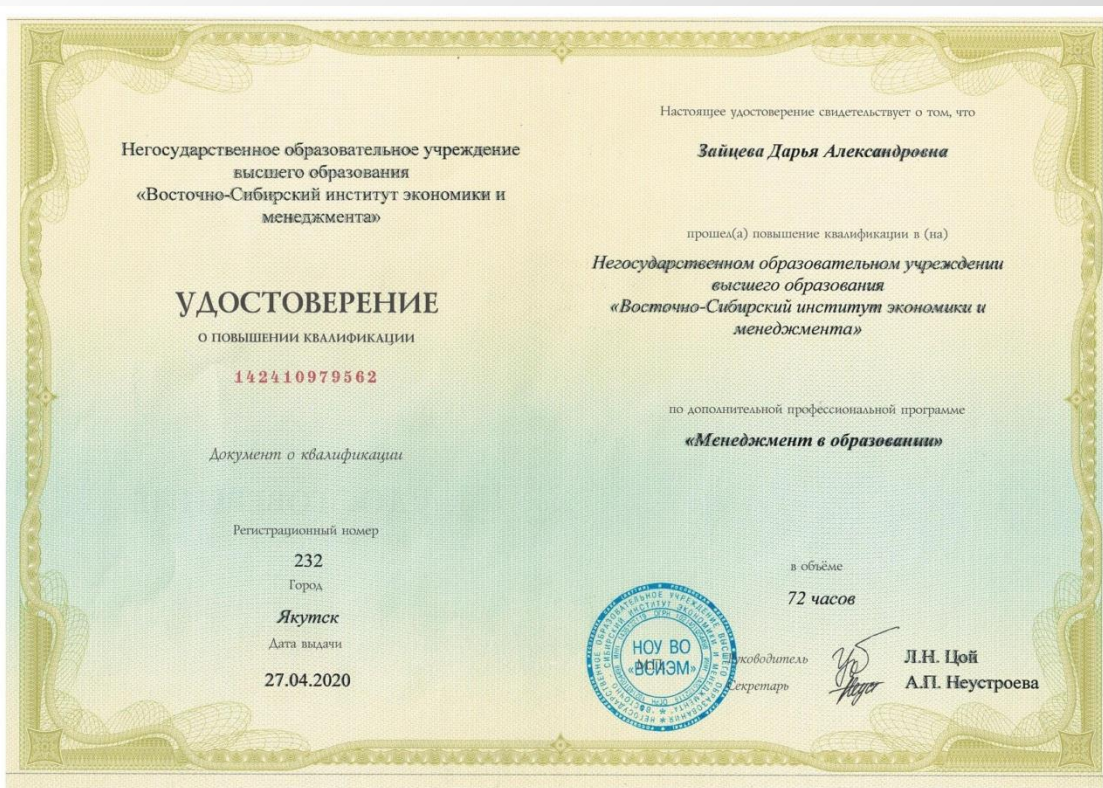 Негосударственное образовательное учреждение
высшего образования
«Восточно-Сибирский институт экономики и
менеджмента»
УДОСТОВЕРЕНИЕ
О ПОВЫШЕНИИ КВАЛИФИКАЦИИ
142410979562
Документ о квалификации
Регистрационный номер
232
Город
Якутск
Дата выдачи
27.04.2020
Настоящее удостоверение свидетельствует о том, что
Зайцева Дарья Александровна
прошел(а) повышение квалификации в (на)
Негосударственном образовательном учреждении
высшего образования
«Восточно-Сибирский институт экономики и
менеджмента»
по дополнительной профессиональной программе
«Менеджмент в образовании»
в объёме
72 часов
НОУ ВО
«ВСИЭМ»
М.П.
Руководитель
Л.Н. Цой
Секретарь
А.П. Неустроева